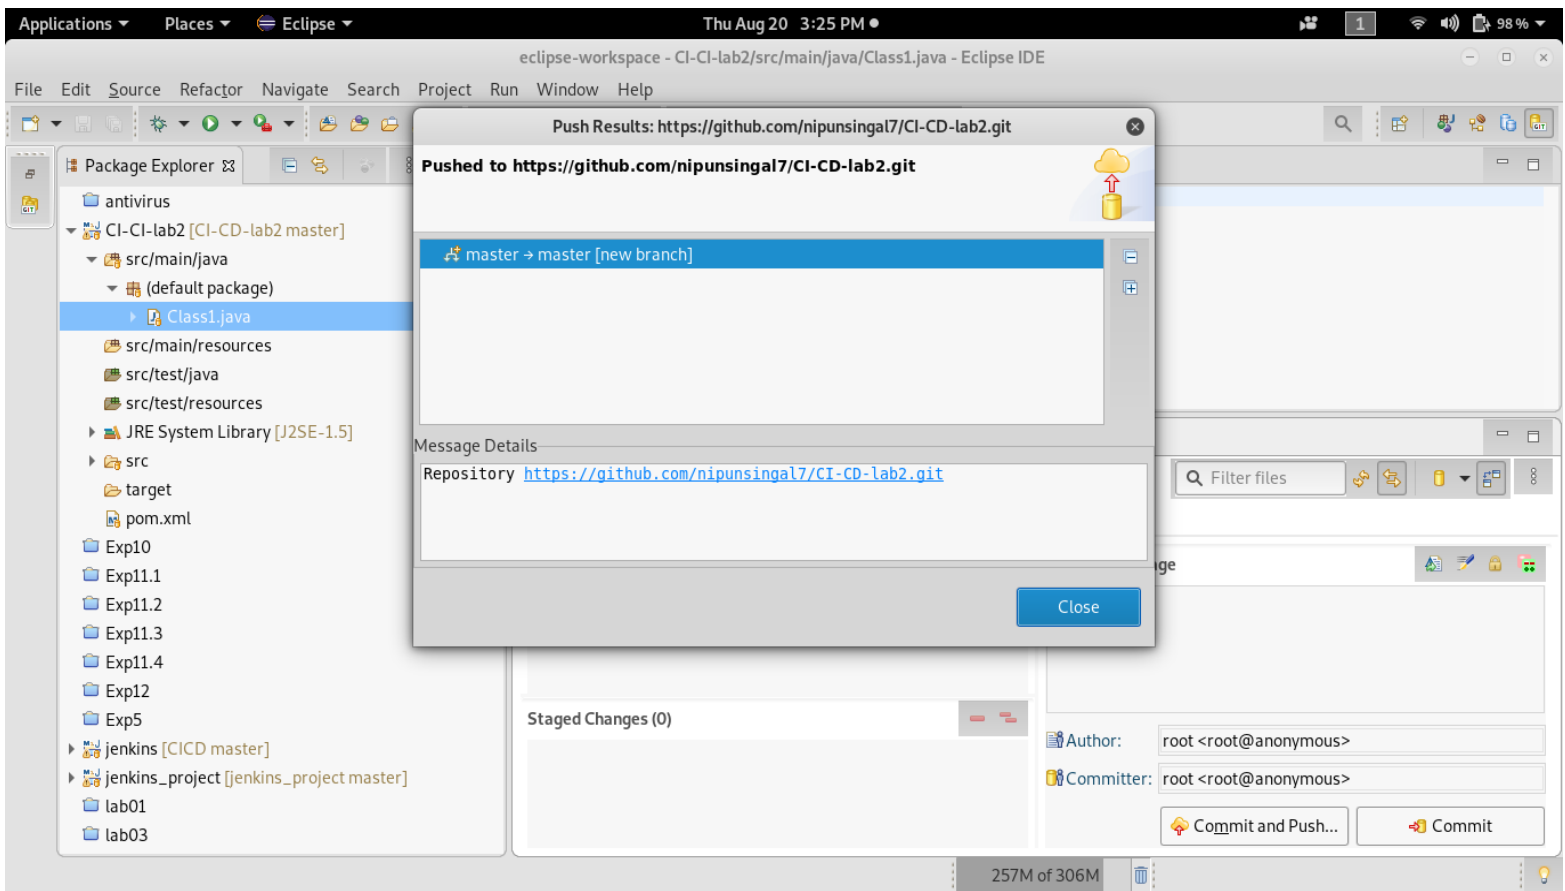 Applications Places Eclipse Thu Aug 20 3:25 PM 1 98 %
eclipse-workspace - CI-CI-lab2/src/main/java/Class1.java - Eclipse IDE
File Edit Source Refactor Navigate Search Project Run Window Help
Push Results: https://github.com/nipunsingal7/CI-CD-lab2.git
Package Explorer
Pushed to https://github.com/nipunsingal7/CI-CD-lab2.git
antivirus
CI-CI-lab2 [CI-CD-lab2 master]
src/main/java
(default package)
Class1.java
src/main/resources
src/test/java
src/test/resources
JRE System Library [J2SE-1.5]
src
target
pom.xml
Exp10
Exp11.1
Exp11.2
Exp11.3
Exp11.4
Exp12
Exp5
jenkins [CICD master]
jenkins_project [jenkins_project master]
lab01
lab03
master → master [new branch]
Message Details
Repository https://github.com/nipunsingal7/CI-CD-lab2.git
Close
Filter files
Staged Changes (0)
Author: root <root@anonymous>
Committer: root <root@anonymous>
Commit and Push... Commit
257M of 306M